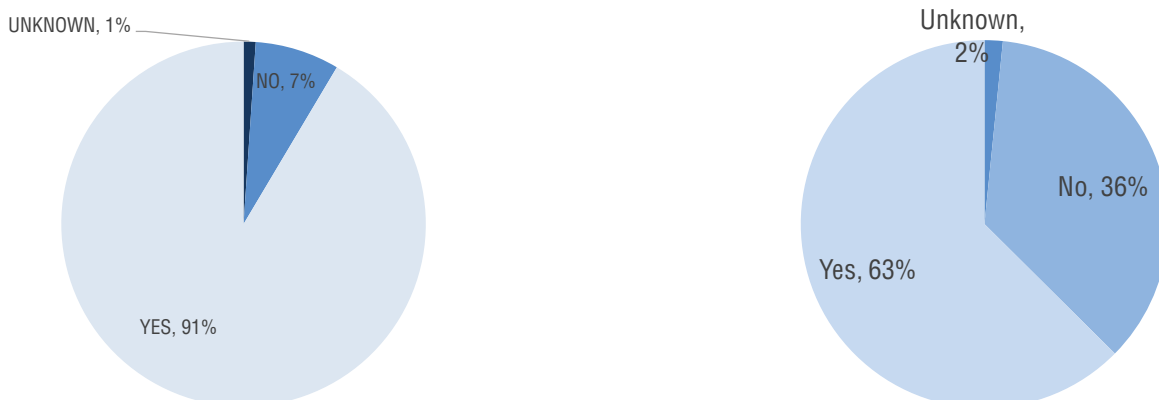 UNKNOWN, 1%
NO, 7%
YES, 91%
Unknown,
2%
No, 36%
Yes, 63%